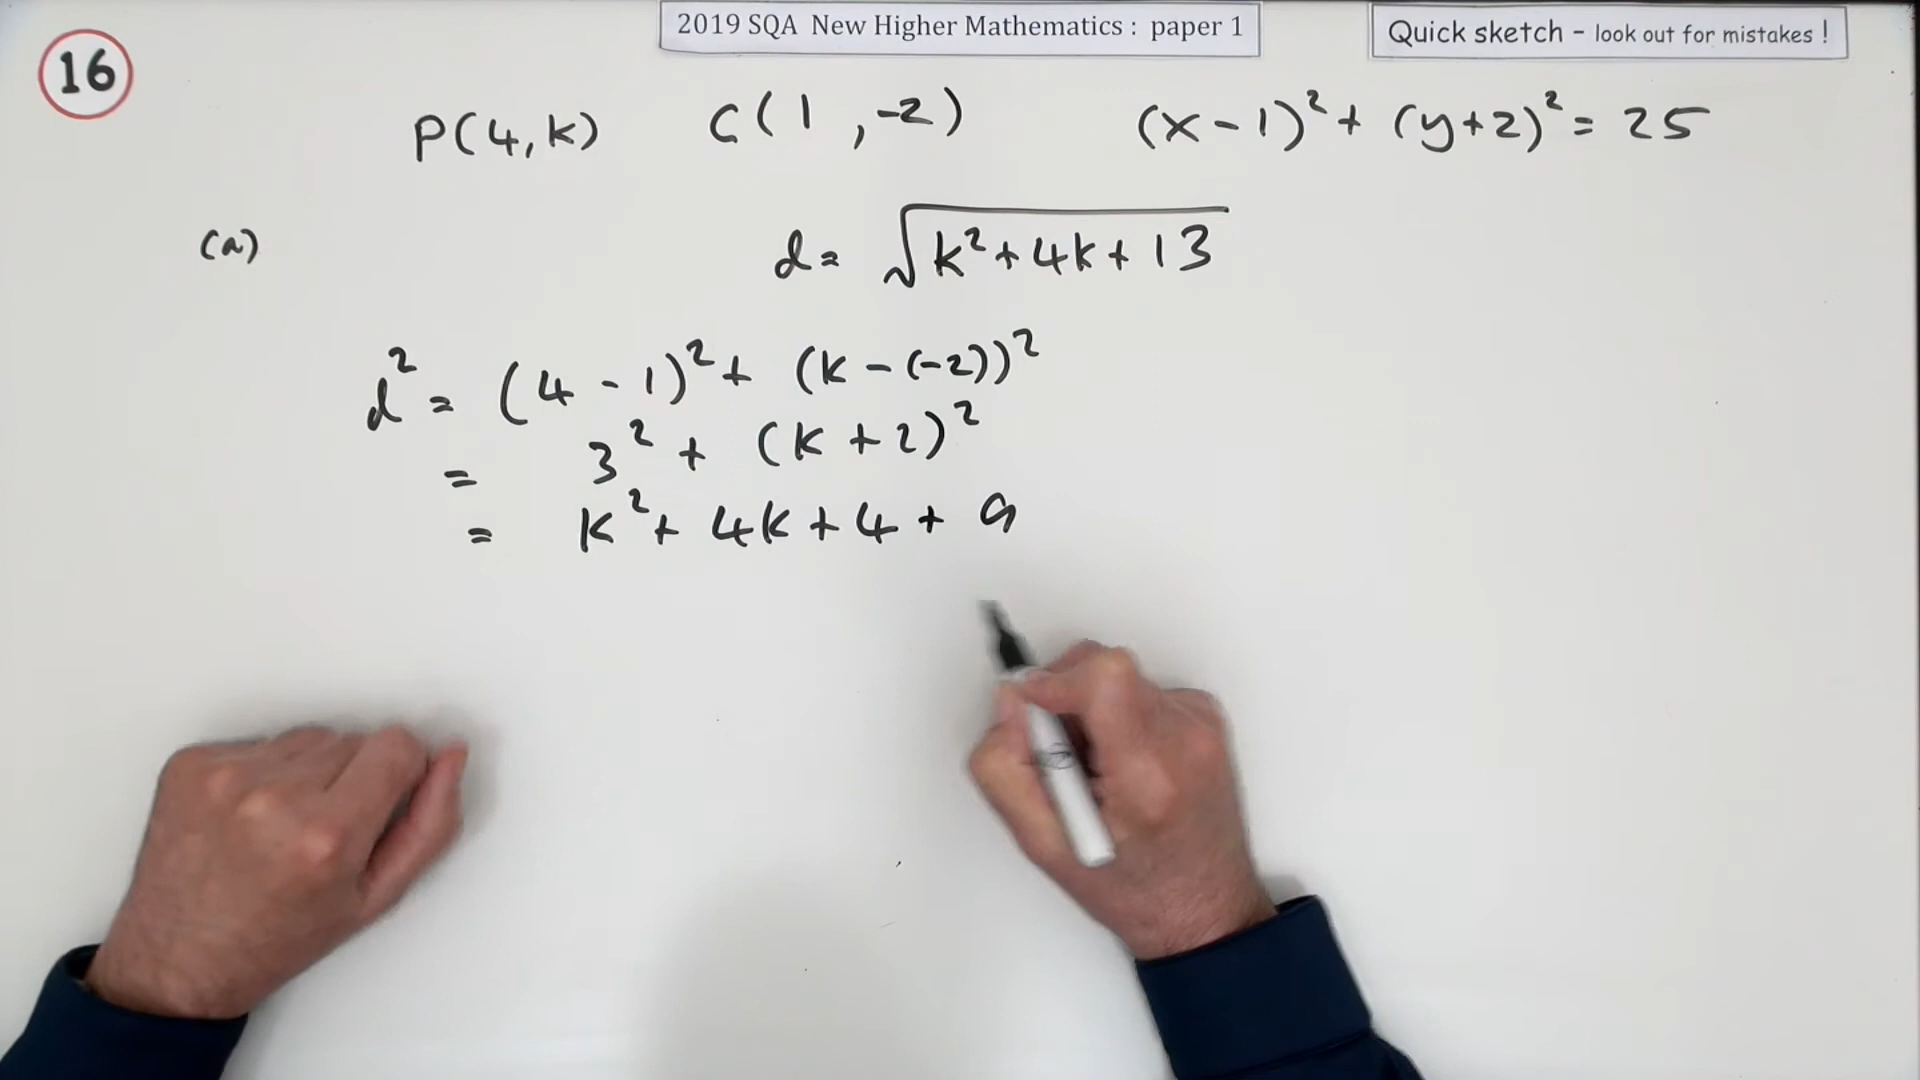 2019 SQA New Higher Mathematics : paper 1
Quick sketch – look out for mistakes !
16
P(4,k) C(1,-2) (x-1)²+(y+2)²=25
(a) d= √k²+4k+13
d²= (4-1)²+(k-(-2))²
= 3²+(k+2)²
= k²+4k+4+9